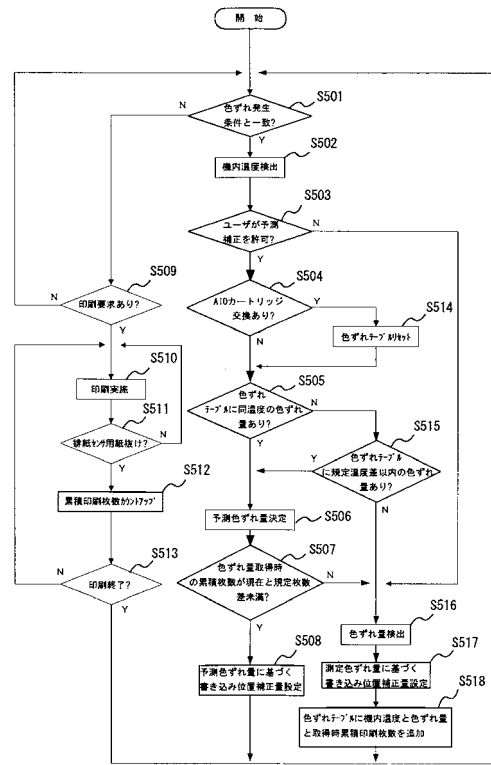 開始
S501
色ずれ発生
条件と一致?
N
Y
S502
機内温度検出
S503
ユーザが予測
補正を許可?
N
Y
S504
AIOカートリッジ
交換あり?
Y
N
S514
色ずれテーブルリセット
S505
色ずれ
テーブルに同温度の色ずれ
量あり?
N
Y
S515
色ずれテーブル
に規定温度差以内の色ずれ
量あり?
Y
N
S506
予測色ずれ量決定
S507
色ずれ量取得時
の累積枚数が現在と規定枚数
差未満?
N
Y
S508
予測色ずれ量に基づく
書き込み位置補正量設定
S516
色ずれ量検出
S517
測定色ずれ量に基づく
書き込み位置補正量設定
S518
色ずれテーブルに機内温度と色ずれ量
と取得時累積印刷枚数を追加
S509
印刷要求あり?
N
Y
S510
印刷実施
S511
排紙センサ用紙抜け?
N
Y
S512
累積印刷枚数カウントアップ
S513
印刷終了?
N
Y